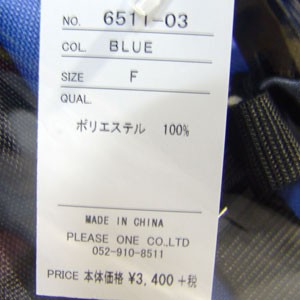 NO. 6511-03
COL. BLUE
SIZE F
QUAL.
ポリエステル 100%
MADE IN CHINA
PLEASE ONE CO.,LTD
052-910-8511
PRICE 本体価格 ¥3,400+税